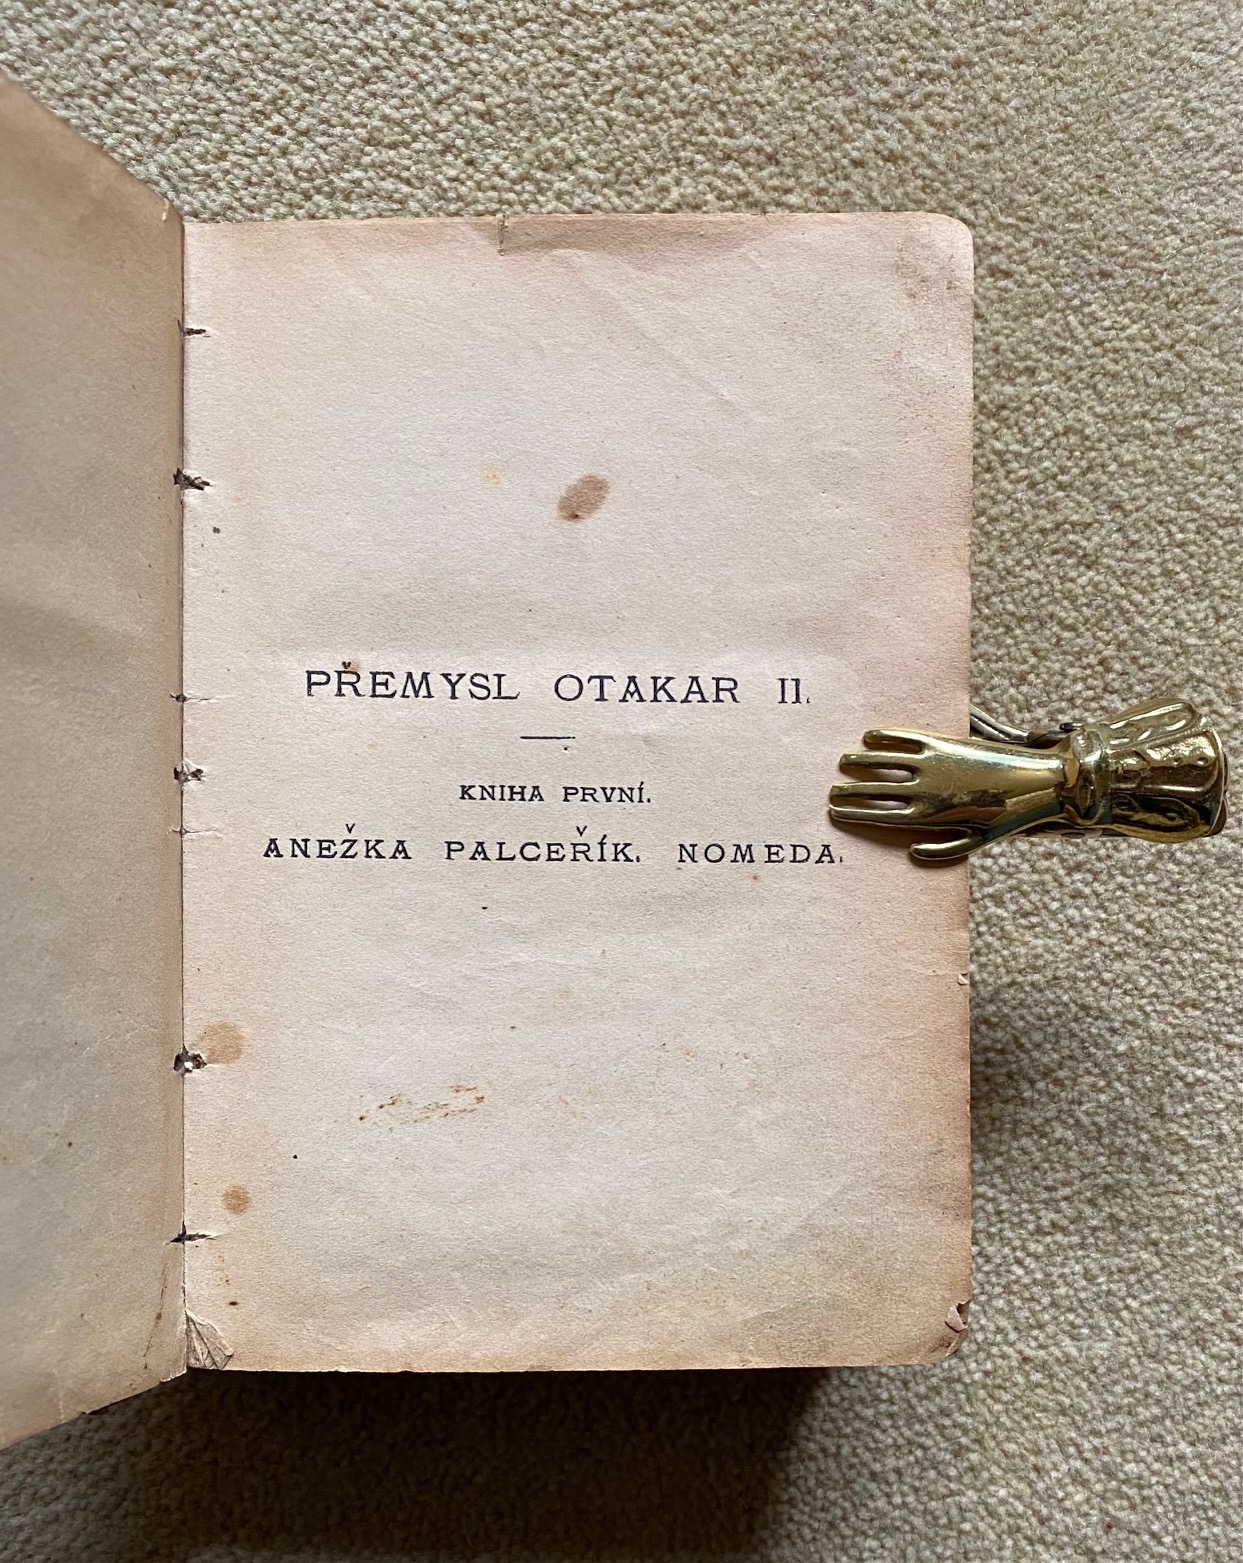 PŘEMYSL OTAKAR II.
KNIHA PRVNÍ.
ANEŽKA PALCEŘÍK. NOMEDA.